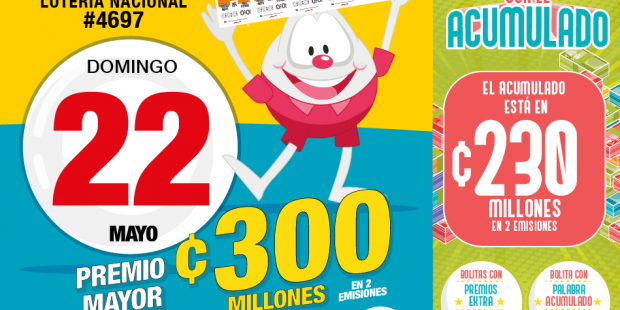 LOTERÍA NACIONAL
#4697
DOMINGO
22
MAYO
PREMIO
MAYOR
₡300
MILLONES
EN 2
EMISIONES
ACUMULADO
EL ACUMULADO
ESTÁ EN
₡230
MILLONES
EN 2 EMISIONES
BOLITAS CON
PREMIOS
EXTRA
BOLITA CON
PALABRA
ACUMULADO